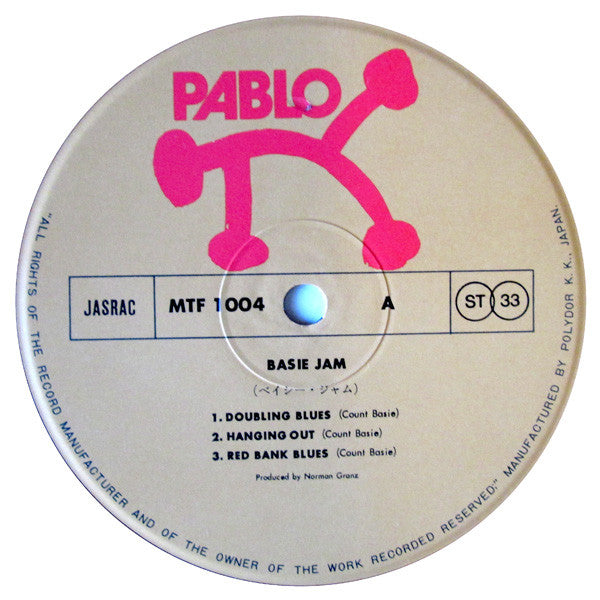 PABLO
JASRAC MTF 1004 A ST 33
BASIE JAM
(ベイシー・ジャム)
1. DOUBLING BLUES (Count Basie)
2. HANGING OUT (Count Basie)
3. RED BANK BLUES (Count Basie)
Produced by Norman Granz
"ALL RIGHTS OF THE RECORD MANUFACTURER AND OF THE OWNER OF THE WORK RECORDED RESERVED." MANUFACTURED BY POLYDOR K. K., JAPAN.